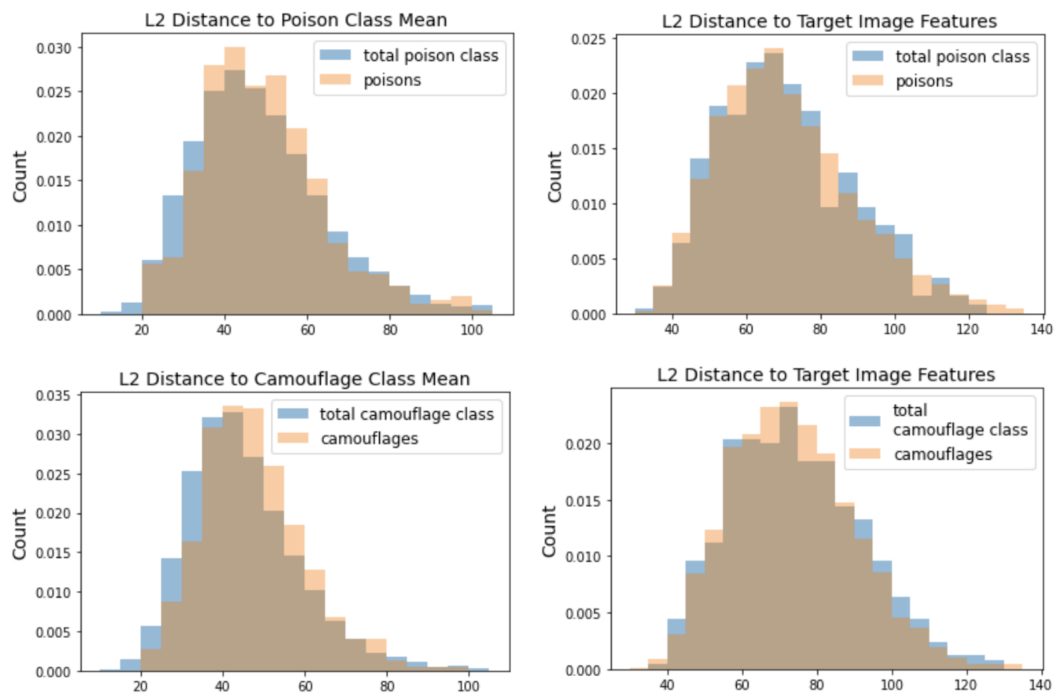 L2 Distance to Poison Class Mean
0.030
0.025
0.020
0.015
0.010
0.005
0.000
Count
total poison class
poisons
20 40 60 80 100
L2 Distance to Target Image Features
0.025
0.020
0.015
0.010
0.005
0.000
Count
total poison class
poisons
40 60 80 100 120 140
L2 Distance to Camouflage Class Mean
0.035
0.030
0.025
0.020
0.015
0.010
0.005
0.000
Count
total camouflage class
camouflages
20 40 60 80 100
L2 Distance to Target Image Features
0.020
0.015
0.010
0.005
0.000
Count
total
camouflage class
camouflages
40 60 80 100 120 140